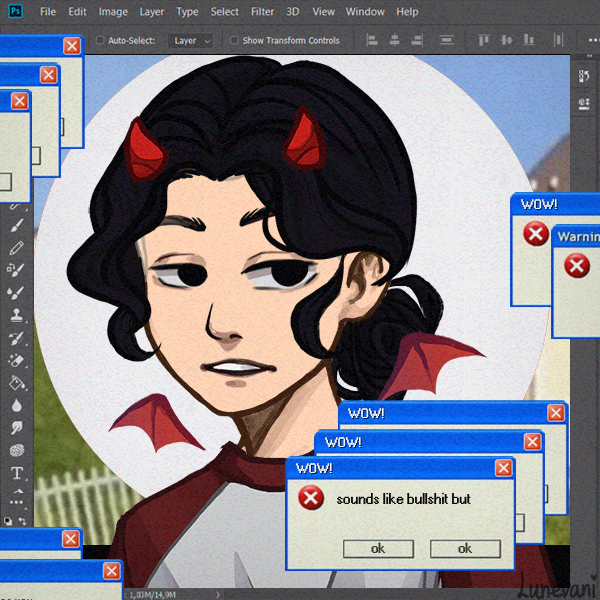 Ps File Edit Image Layer Type Select Filter 3D View Window Help
Auto-Select: Layer Show Transform Controls
WOW!
Warnin
WOW!
WOW!
WOW!
sounds like bullshit but
ok ok
1,03M/14,9M
Lunevani